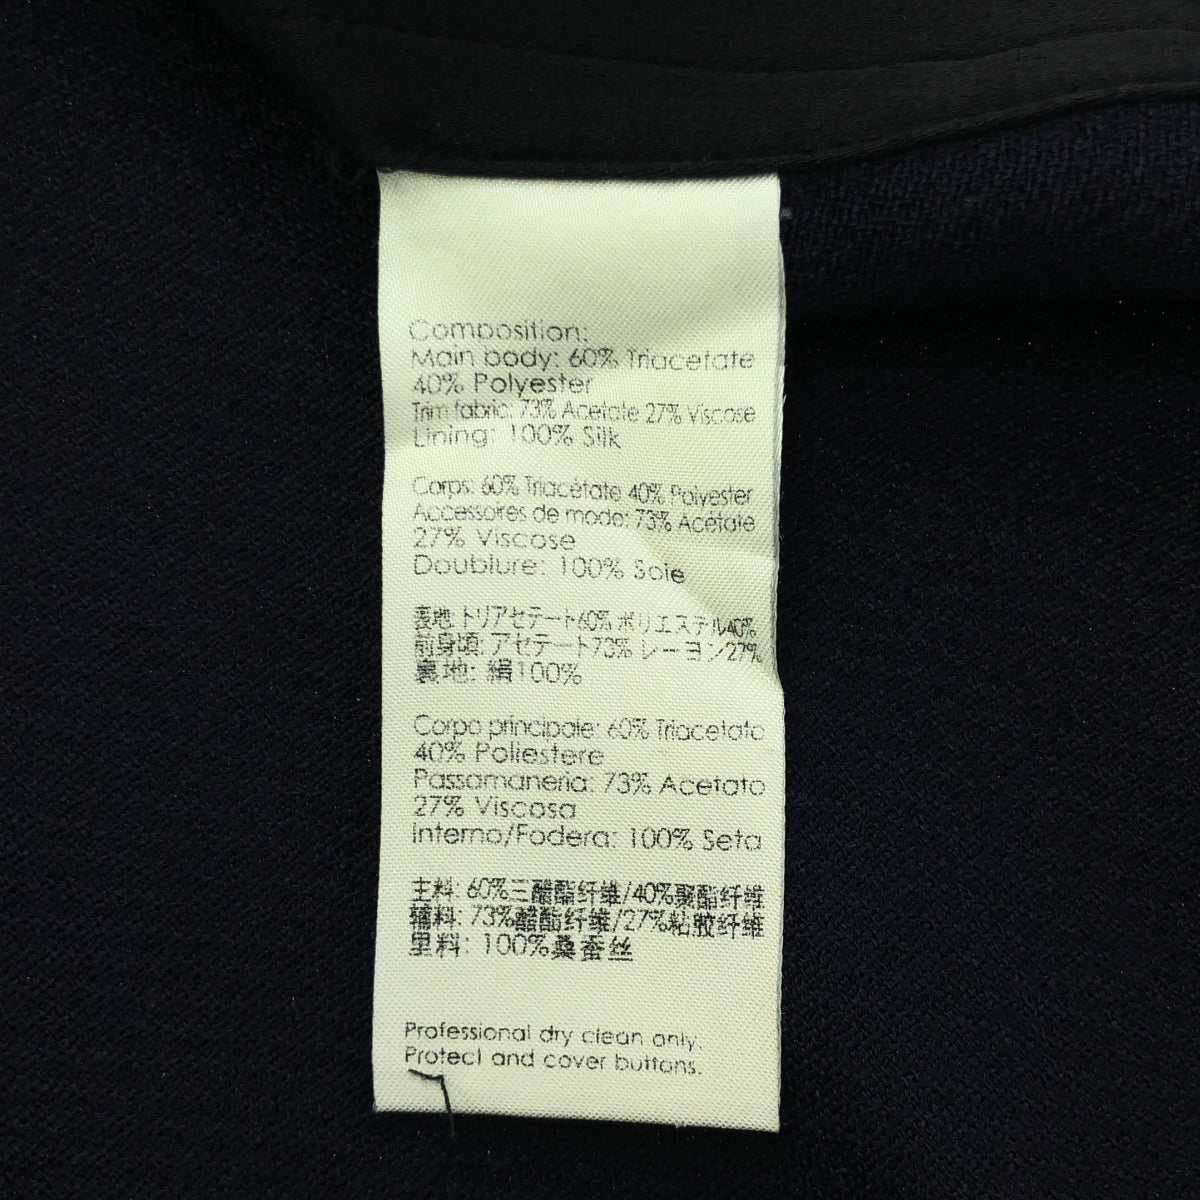 Composition:
Main body: 60% Triacetate
40% Polyester
Trim fabric: 73% Acetate 27% Viscose
Lining: 100% Silk
Corps: 60% Triacétate 40% Polyester
Accessoires de mode: 73% Acétate
27% Viscose
Doublure: 100% Soie
表地: トリアセテート60% ポリエステル40%
前身頃: アセテート73% レーヨン27%
裏地: 絹100%
Corpo principale: 60% Triacetato
40% Poliestere
Passamaneria: 73% Acetato
27% Viscosa
Interno/Fodera: 100% Seta
主料: 60%三醋酯纤维/40%聚酯纤维
辅料: 73%醋酯纤维/27%粘胶纤维
里料: 100%桑蚕丝
Professional dry clean only.
Protect and cover buttons.